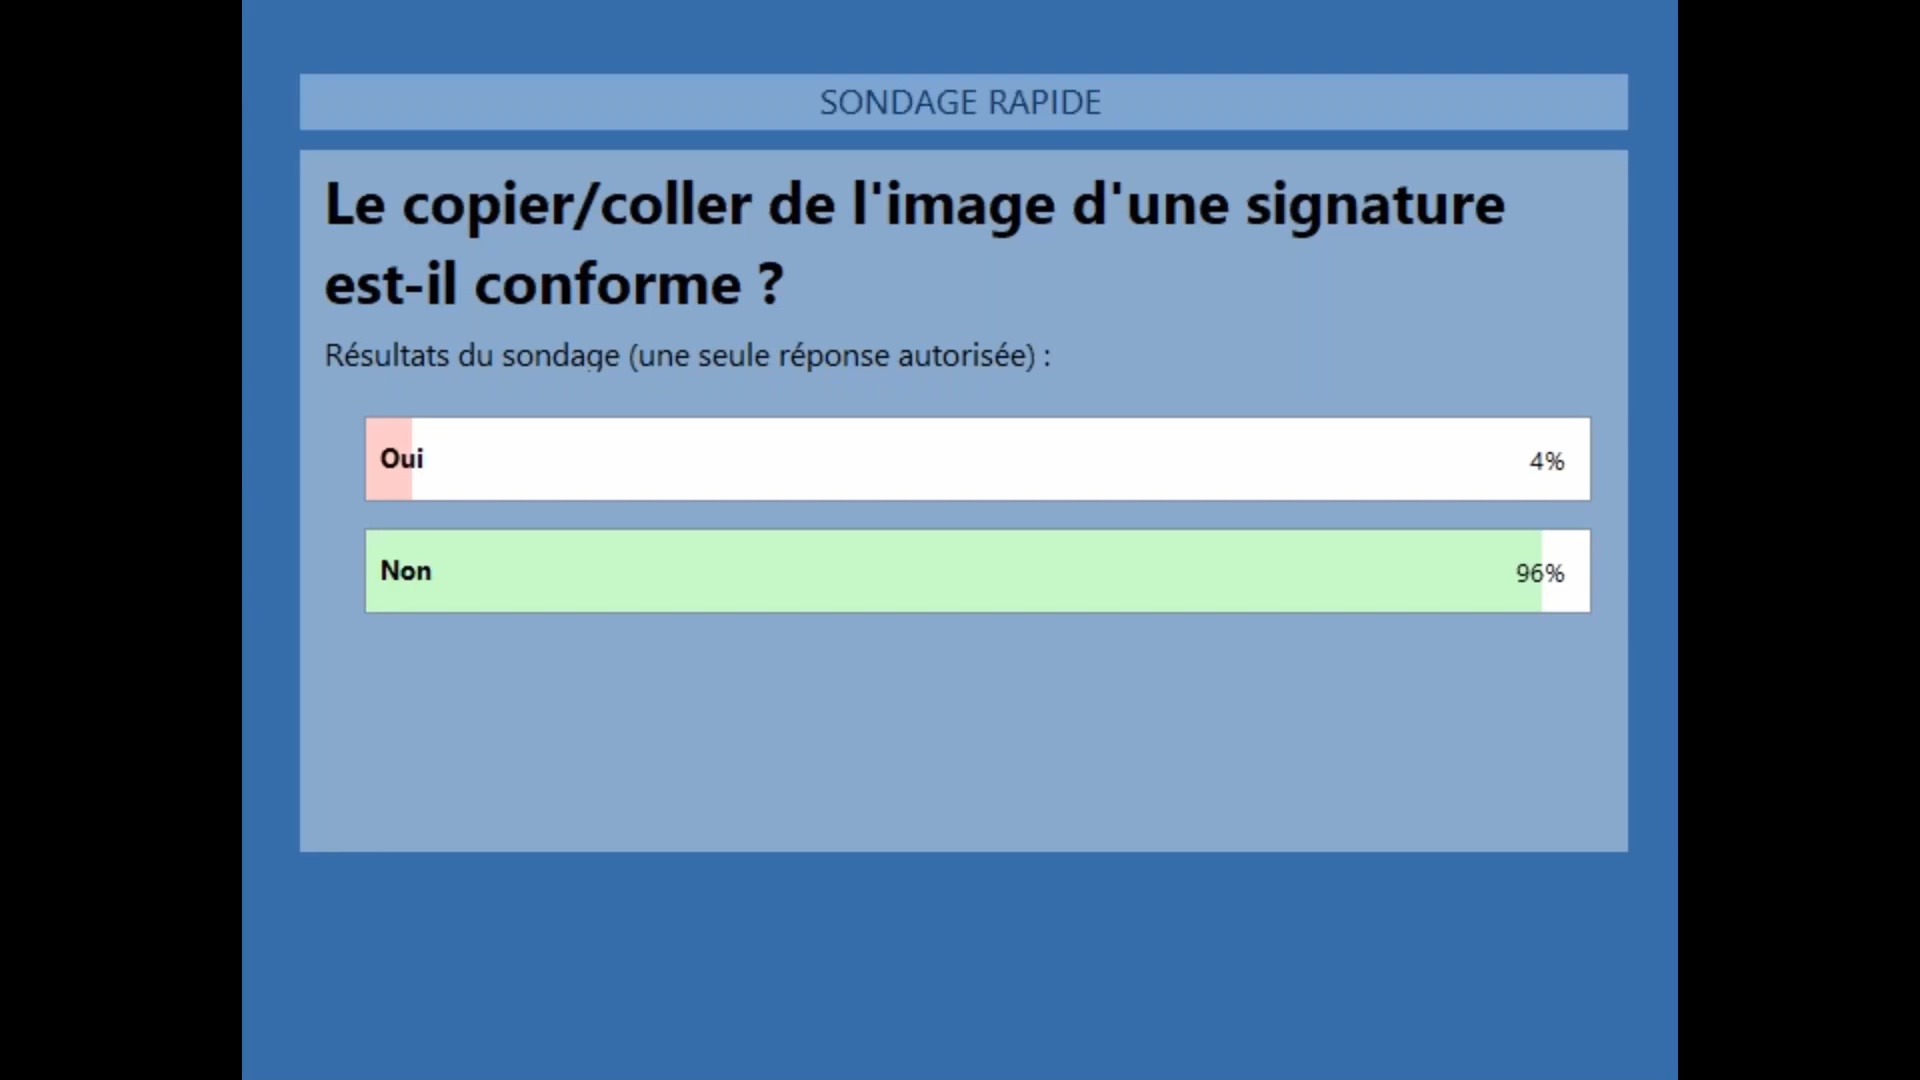 SONDAGE RAPIDE
Le copier/coller de l'image d'une signature
est-il conforme ?
Résultats du sondage (une seule réponse autorisée) :
Oui 4%
Non 96%